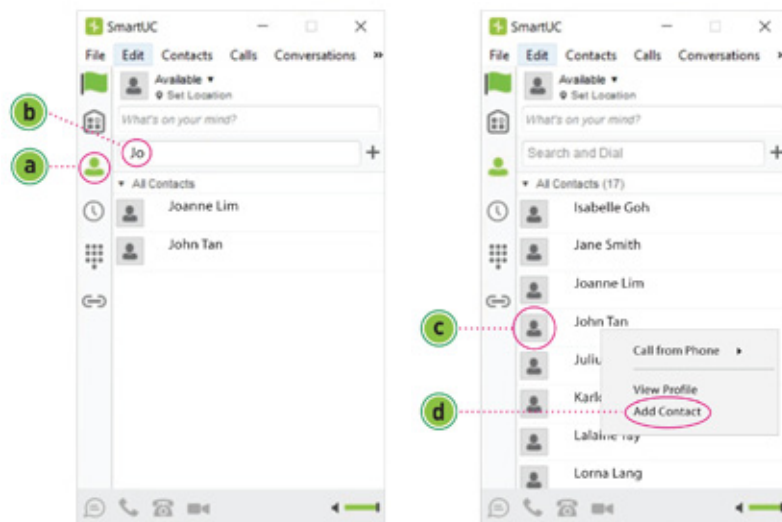 SmartUC
File Edit Contacts Calls Conversations »
Available ▾
Set Location
What's on your mind?
b
Jo
+
a
▾ All Contacts
Joanne Lim
John Tan
SmartUC
File Edit Contacts Calls Conversations
Available ▾
Set Location
What's on your mind?
Search and Dial
+
▾ All Contacts (17)
Isabelle Goh
Jane Smith
Joanne Lim
c
John Tan
Call from Phone
View Profile
d
Add Contact
Lorna Lang